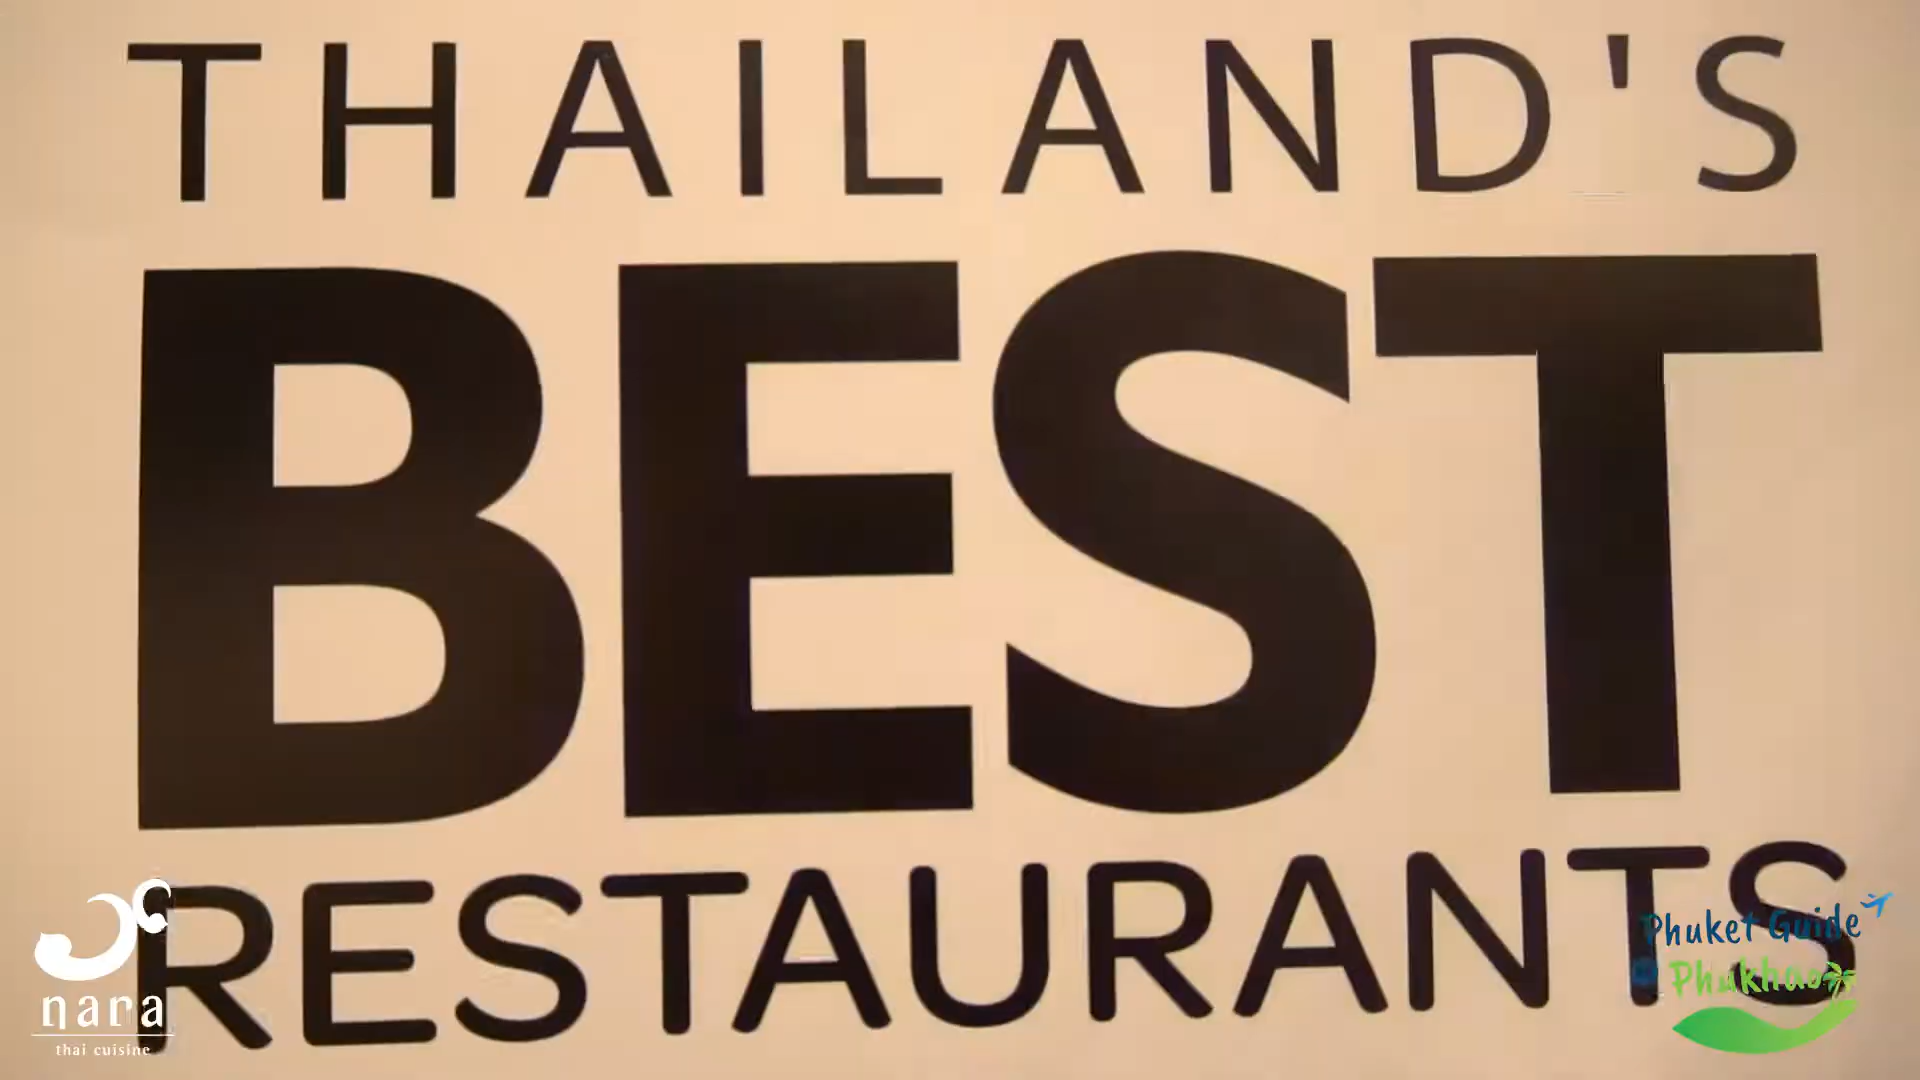 THAILAND'S
BEST
RESTAURANTS
nara
thai cuisine
Phuket Guide
Phukhao